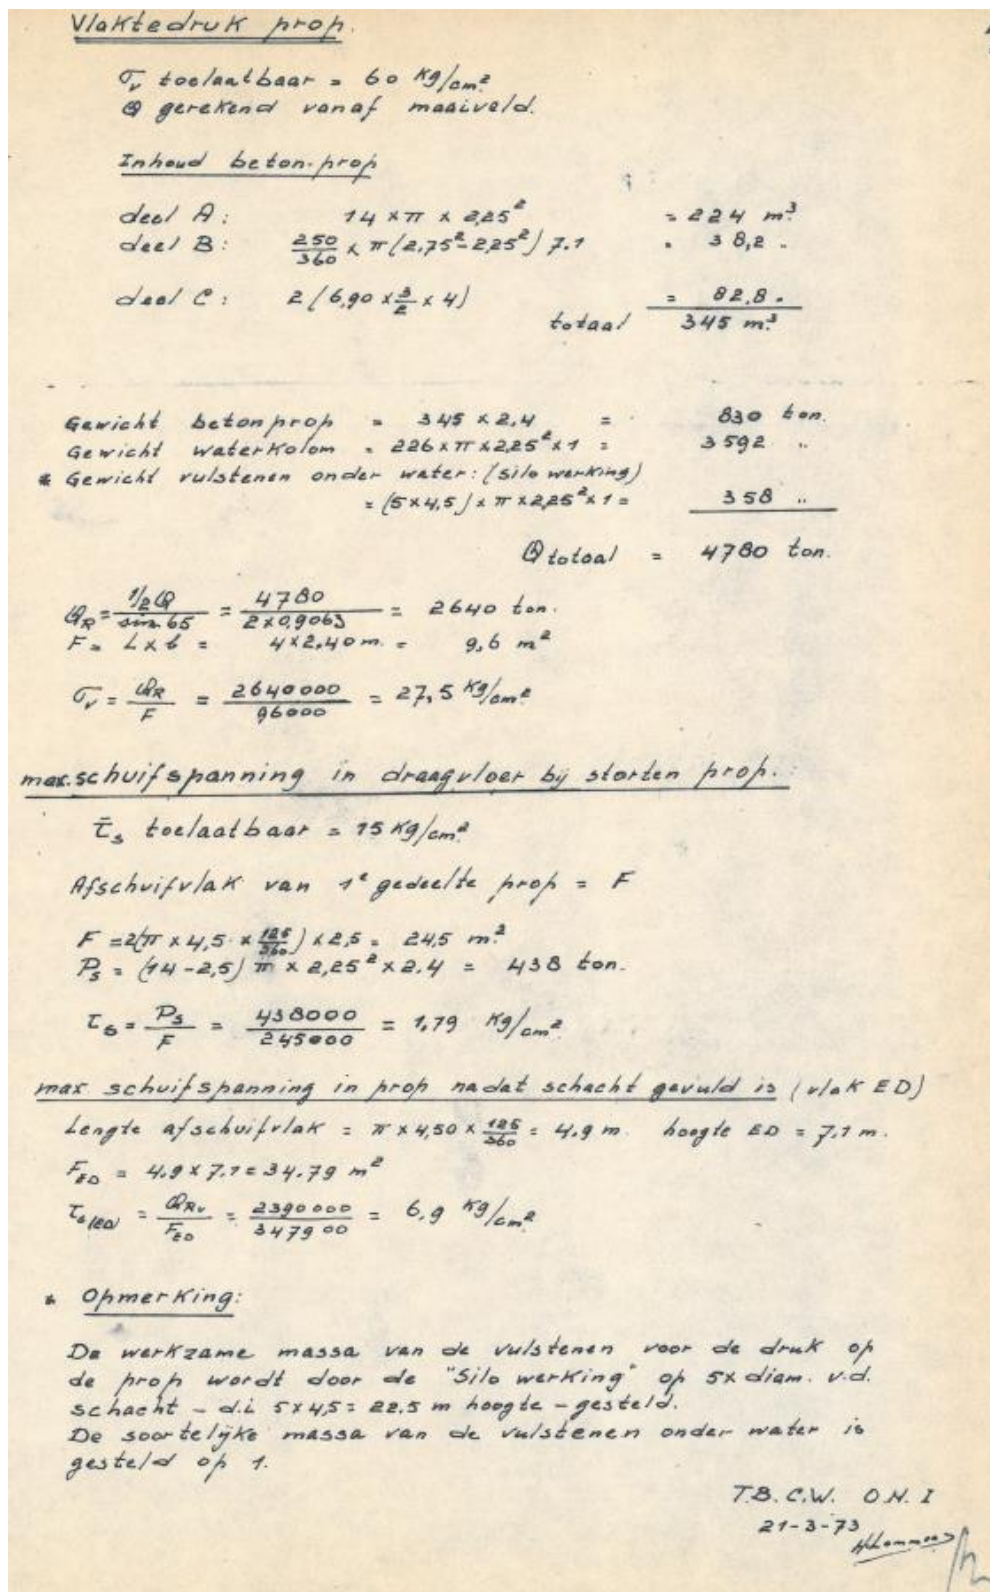 Vlaktedruk prop.
σv toelaatbaar = 60 Kg/cm²
Q gerekend vanaf maaiveld.
Inhoud beton-prop
deel A: 14 x π x 2,25² = 224 m³
deel B: 250/360 x π (2,75² - 2,25²) 7.1 = 38,2 "
deel C: 2 (6,90 x 3/2 x 4) = 82,8 "
totaal 345 m³
Gewicht betonprop = 345 x 2.4 = 830 ton.
Gewicht waterkolom = 226 x π x 2,25² x 1 = 3592 "
* Gewicht vulstenen onder water: (silo werking)
= (5 x 4,5) x π x 2,25² x 1 = 358 "
Q totaal = 4780 ton.
QR = 1/2 Q / sin 65 = 4780 / 2 x 0,9063 = 2640 ton.
F = L x b = 4 x 2,40 m. = 9,6 m²
σv = QR / F = 2640000 / 96000 = 27,5 Kg/cm²
max. schuifspanning in draagvloer bij storten prop.:
τ̄s toelaatbaar = 15 Kg/cm²
Afschuifvlak van 1e gedeelte prop = F
F = 2(π x 4,5 x 125/360) x 2,5 = 24,5 m²
Ps = (14 - 2,5) π x 2,25² x 2.4 = 438 ton.
τs = Ps / F = 438000 / 245000 = 1,79 Kg/cm²
max schuifspanning in prop nadat schacht gevuld is (vlak ED)
Lengte afschuifvlak = π x 4,50 x 125/360 = 4.9 m. hoogte ED = 7.1 m.
FED = 4.9 x 7.1 = 34.79 m²
τs(ED) = QRv / FED = 2390000 / 347900 = 6,9 Kg/cm²
* Opmerking:
De werkzame massa van de vulstenen voor de druk op
de prop wordt door de "Silo werking" op 5x diam. v.d.
schacht - d.i. 5 x 4,5 = 22.5 m hoogte - gesteld.
De soortelijke massa van de vulstenen onder water is
gesteld op 1.
T.B. C.W. O.N. I
21-3-73